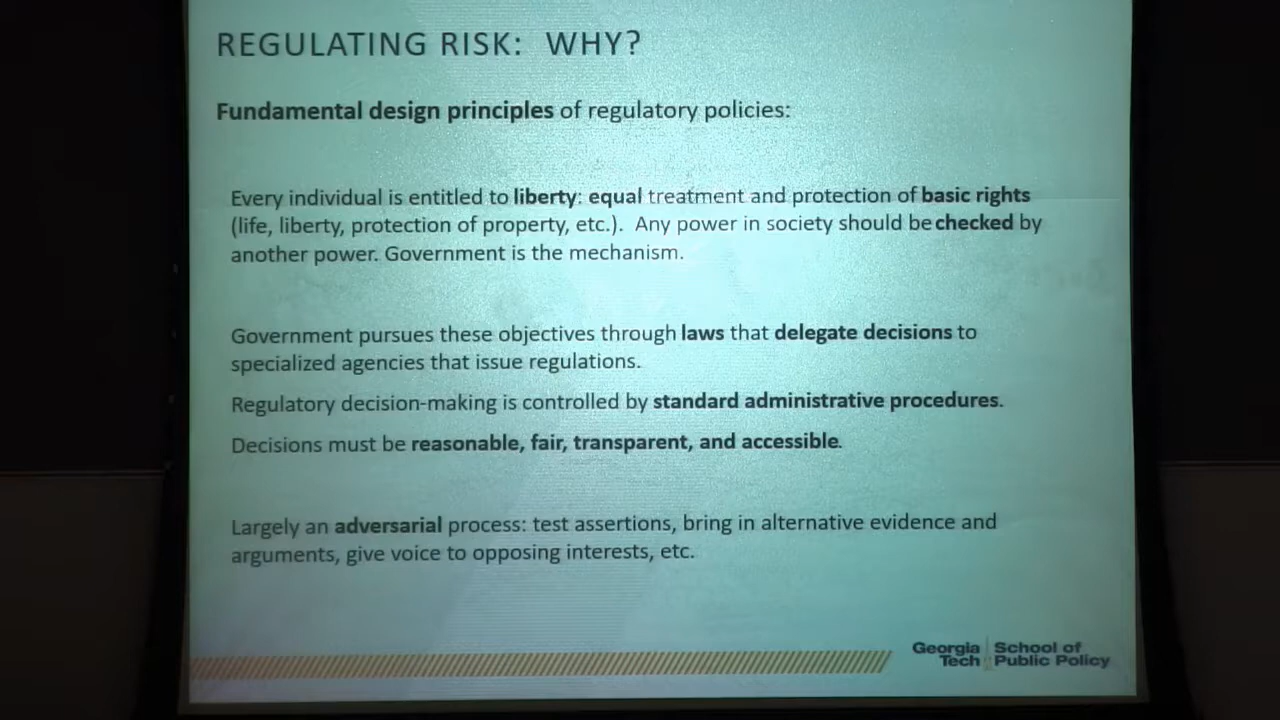 REGULATING RISK: WHY?
Fundamental design principles of regulatory policies:
Every individual is entitled to liberty: equal treatment and protection of basic rights
(life, liberty, protection of property, etc.). Any power in society should be checked by
another power. Government is the mechanism.
Government pursues these objectives through laws that delegate decisions to
specialized agencies that issue regulations.
Regulatory decision-making is controlled by standard administrative procedures.
Decisions must be reasonable, fair, transparent, and accessible.
Largely an adversarial process: test assertions, bring in alternative evidence and
arguments, give voice to opposing interests, etc.
Georgia School of
Tech Public Policy